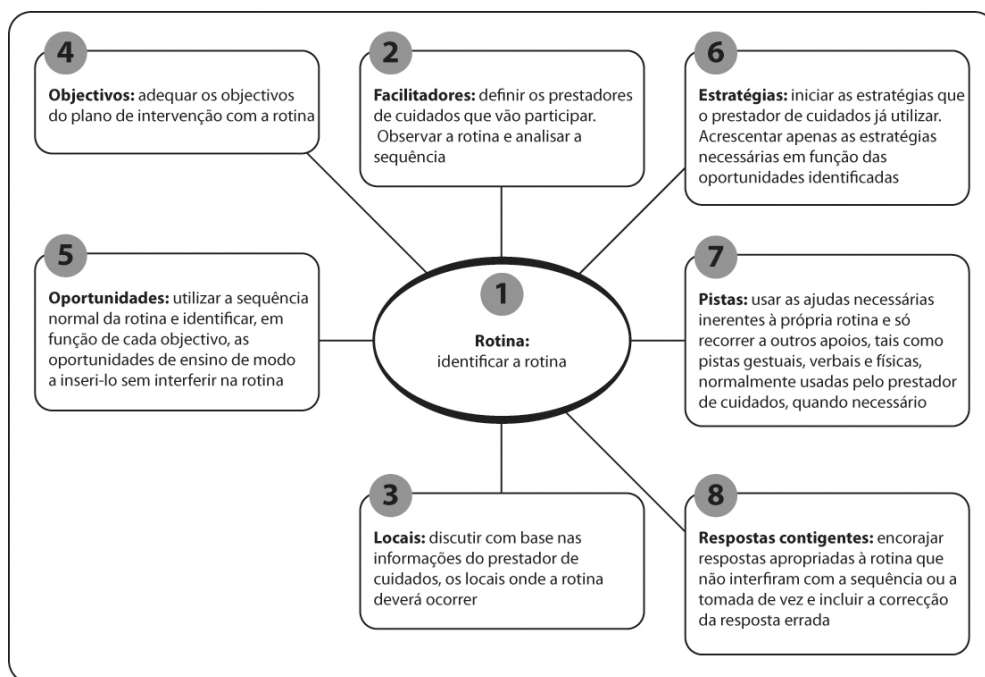 4
Objectivos: adequar os objectivos
do plano de intervenção com a rotina
2
Facilitadores: definir os prestadores
de cuidados que vão participar.
Observar a rotina e analisar a
sequência
6
Estratégias: iniciar as estratégias que
o prestador de cuidados já utilizar.
Acrescentar apenas as estratégias
necessárias em função das
oportunidades identificadas
5
Oportunidades: utilizar a sequência
normal da rotina e identificar, em
função de cada objectivo, as
oportunidades de ensino de modo
a inseri-lo sem interferir na rotina
1
Rotina:
identificar a rotina
7
Pistas: usar as ajudas necessárias
inerentes à própria rotina e só
recorrer a outros apoios, tais como
pistas gestuais, verbais e físicas,
normalmente usadas pelo prestador
de cuidados, quando necessário
3
Locais: discutir com base nas
informações do prestador de
cuidados, os locais onde a rotina
deverá ocorrer
8
Respostas contigentes: encorajar
respostas apropriadas à rotina que
não interfiram com a sequência ou a
tomada de vez e incluir a correcção
da resposta errada